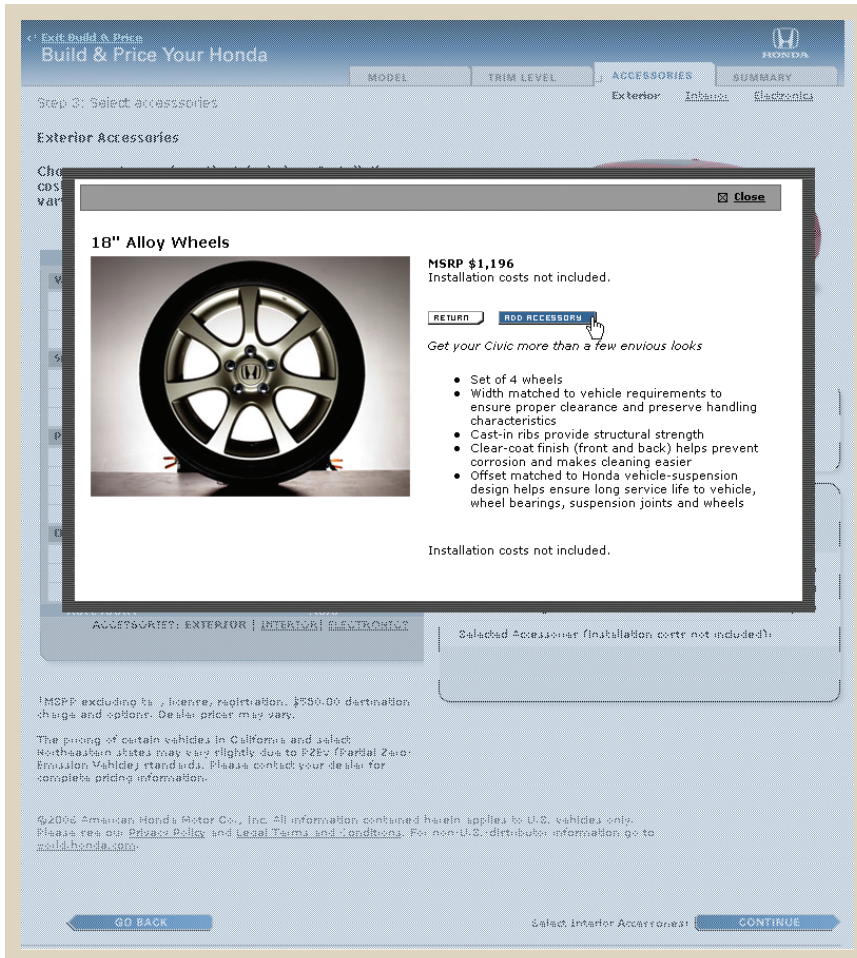 Exit Build & Price
Build & Price Your Honda
HONDA
MODEL
TRIM LEVEL
ACCESSORIES
SUMMARY
Exterior Interior Electronics
Step 3: Select accesssories
Exterior Accessories
Close
18" Alloy Wheels
MSRP $1,196
Installation costs not included.
RETURN
ADD ACCESSORY
Get your Civic more than a few envious looks
Set of 4 wheels
Width matched to vehicle requirements to
ensure proper clearance and preserve handling
characteristics
Cast-in ribs provide structural strength
Clear-coat finish (front and back) helps prevent
corrosion and makes cleaning easier
Offset matched to Honda vehicle-suspension
design helps ensure long service life to vehicle,
wheel bearings, suspension joints and wheels
Installation costs not included.
ACCESSORIES: EXTERIOR | INTERIOR | ELECTRONICS
Selected Accessories (Installation costs not included):
MSRP excluding license, registration, $550.00 destination
charge and options. Dealer prices may vary.
The pricing of certain vehicles in California and select
Northeastern states may vary slightly due to PZEV (Partial Zero-
Emission Vehicle) standards. Please contact your dealer for
complete pricing information.
©2006 American Honda Motor Co., Inc. All information contained herein applies to U.S. vehicles only.
Please see our Privacy Policy and Legal Terms and Conditions. For non-U.S.-distributor information go to
world.honda.com.
GO BACK
Select Interior Accessories:
CONTINUE